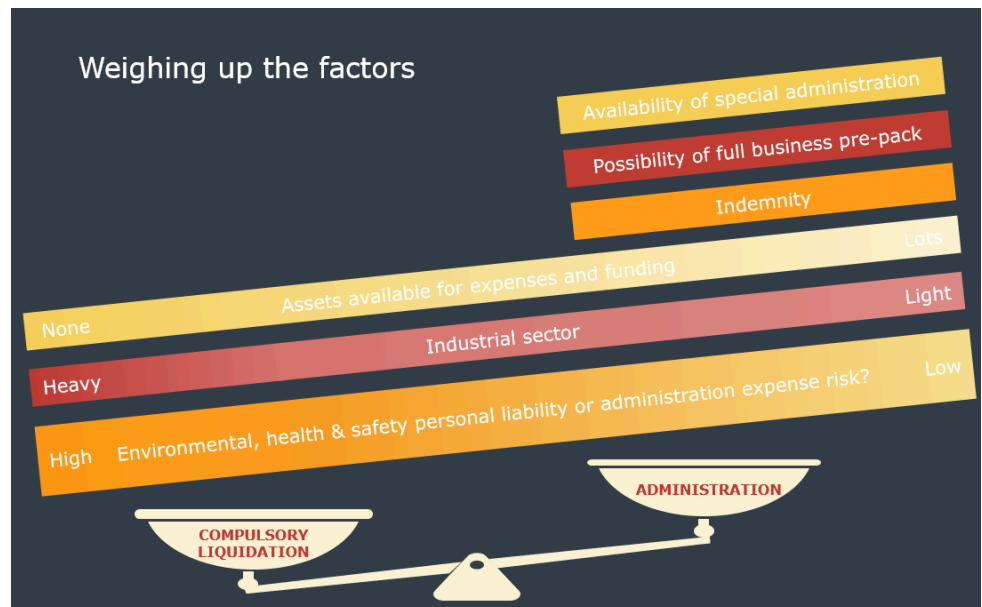 Weighing up the factors
Availability of special administration
Possibility of full business pre-pack
Indemnity
None Assets available for expenses and funding Lots
Heavy Industrial sector Light
High Environmental, health & safety personal liability or administration expense risk? Low
COMPULSORY
LIQUIDATION
ADMINISTRATION